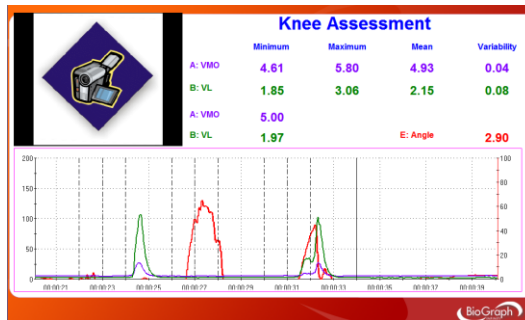 Knee Assessment
Minimum Maximum Mean Variability
A: VMO 4.61 5.80 4.93 0.04
B: VL 1.85 3.06 2.15 0.08
A: VMO 5.00
B: VL 1.97 E: Angle 2.90
200 100
150 80
60
100
40
50
20
0 0
00:00:21 00:00:23 00:00:25 00:00:27 00:00:29 00:00:31 00:00:33 00:00:15 00:00:17 00:00:19
BioGraph